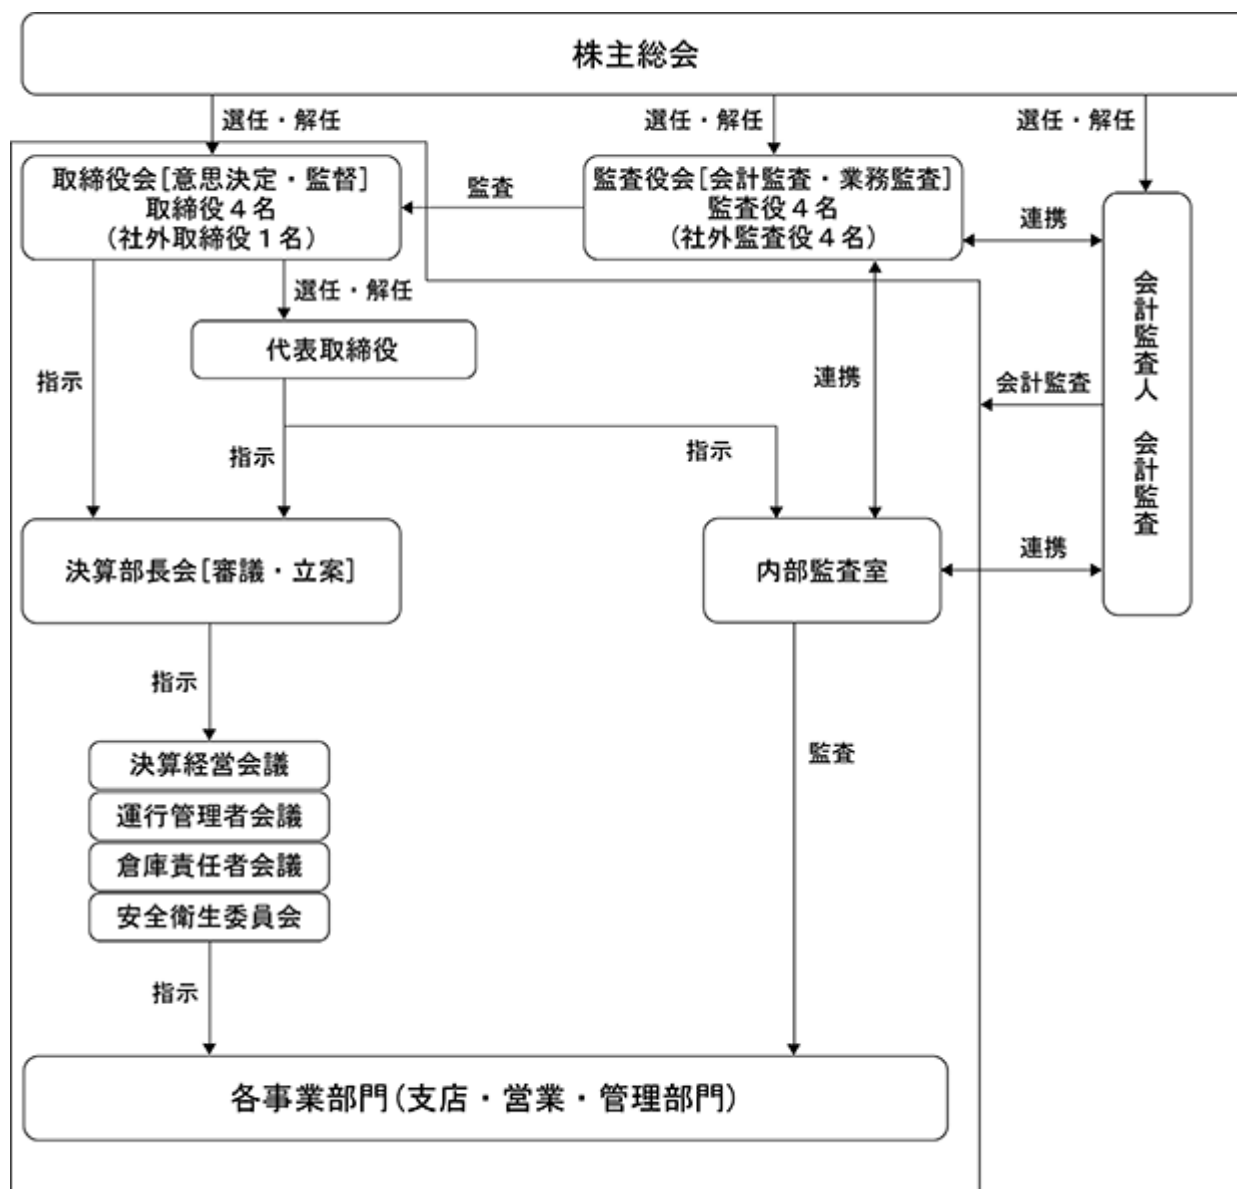 株主総会
選任・解任
選任・解任
選任・解任
取締役会[意思決定・監督]
取締役４名
(社外取締役１名)
監査
監査役会[会計監査・業務監査]
監査役４名
(社外監査役４名)
連携
会計監査人　会計監査
選任・解任
代表取締役
指示
連携
会計監査
指示
指示
決算部長会[審議・立案]
内部監査室
連携
指示
監査
決算経営会議
運行管理者会議
倉庫責任者会議
安全衛生委員会
指示
各事業部門(支店・営業・管理部門)